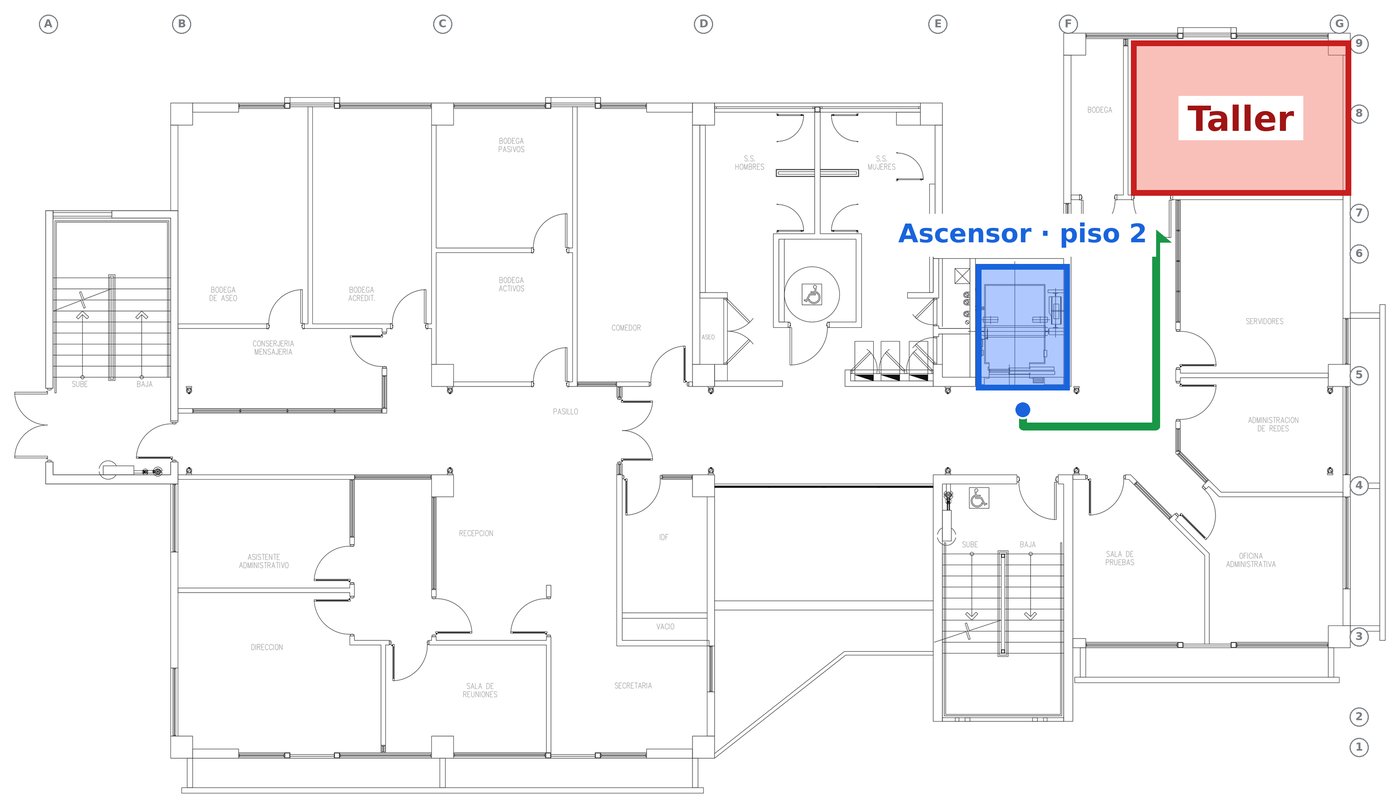 A B C D E F G
9
Taller
BODEGA
8
BODEGA
PASIVOS
S.S.
HOMBRES
S.S.
MUJERES
7
Ascensor · piso 2
6
BODEGA
DE ASEO
BODEGA
ACREDIT.
BODEGA
ACTIVOS
COMEDOR
ASEO
SERVIDORES
CONSERJERIA
MENSAJERIA
SUBE
BAJA
5
PASILLO
ADMINISTRACION
DE REDES
4
RECEPCION
IDF
SUBE
BAJA
ASISTENTE
ADMINISTRATIVO
SALA DE
PRUEBAS
OFICINA
ADMINISTRATIVA
VACIO
3
DIRECCION
SALA DE
REUNIONES
SECRETARIA
2
1